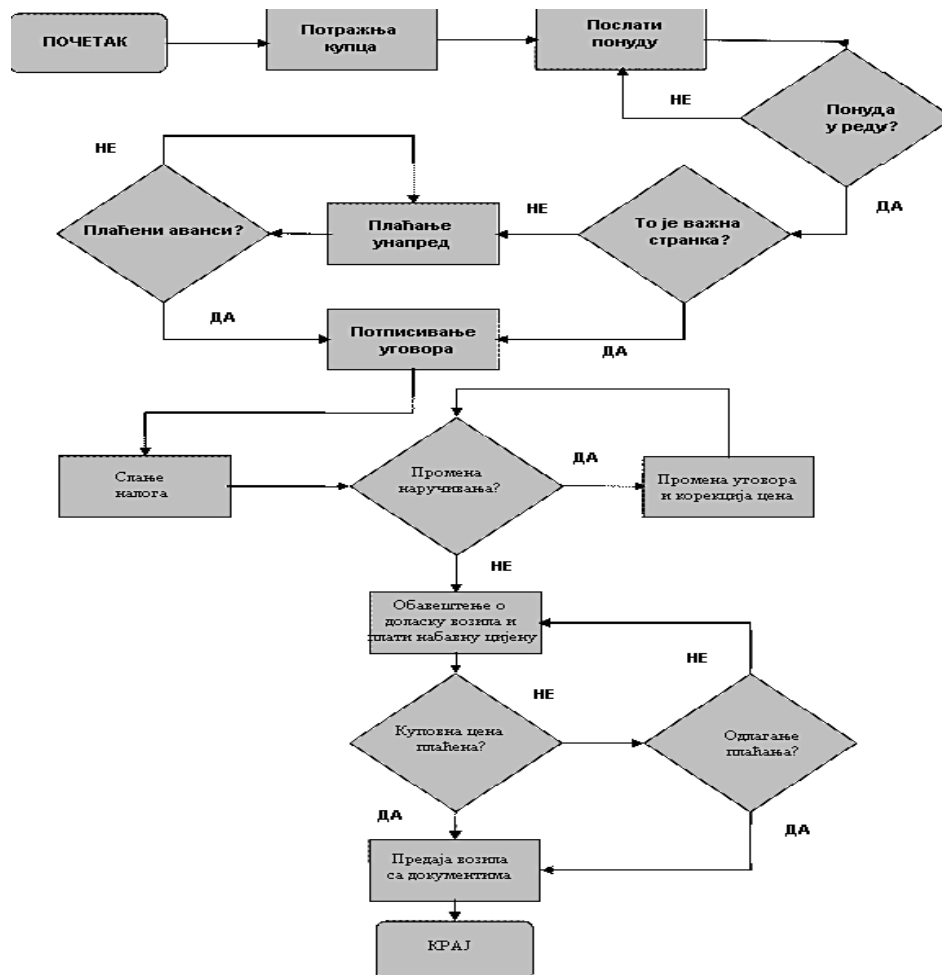 ПОЧЕТАК
Потражња
купца
Послати
понуду
НЕ
Понуда
у реду?
ДА
НЕ
Плаћени аванси?
Плаћање
унапред
НЕ
То је важна
странка?
ДА
Потписивање
уговора
ДА
Слање
налога
Промена
наручивања?
ДА
Промена уговора
и корекција цена
НЕ
Обавештење о
доласку возила и
плати набавну цијену
НЕ
НЕ
Куповна цена
плаћена?
Одлагање
плаћања?
ДА
ДА
Предаја возила
са документима
КРАЈ